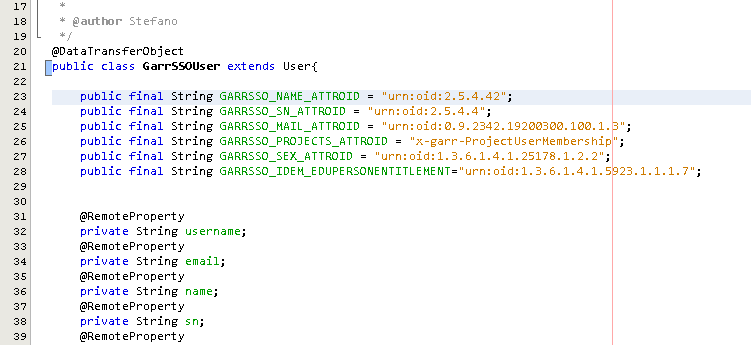 17 *
18 * @author Stefano
19 */
20 @DataTransferObject
21 public class GarrSSOUser extends User{
22
23 public final String GARRSSO_NAME_ATTROID = "urn:oid:2.5.4.42";
24 public final String GARRSSO_SN_ATTROID = "urn:oid:2.5.4.4";
25 public final String GARRSSO_MAIL_ATTROID = "urn:oid:0.9.2342.19200300.100.1.3";
26 public final String GARRSSO_PROJECTS_ATTROID = "x-garr-ProjectUserMembership";
27 public final String GARRSSO_SEX_ATTROID = "urn:oid:1.3.6.1.4.1.25178.1.2.2";
28 public final String GARRSSO_IDEM_EDUPERSONENTITLEMENT="urn:oid:1.3.6.1.4.1.5923.1.1.1.7";
29
30
31 @RemoteProperty
32 private String username;
33 @RemoteProperty
34 private String email;
35 @RemoteProperty
36 private String name;
37 @RemoteProperty
38 private String sn;
39 @RemoteProperty